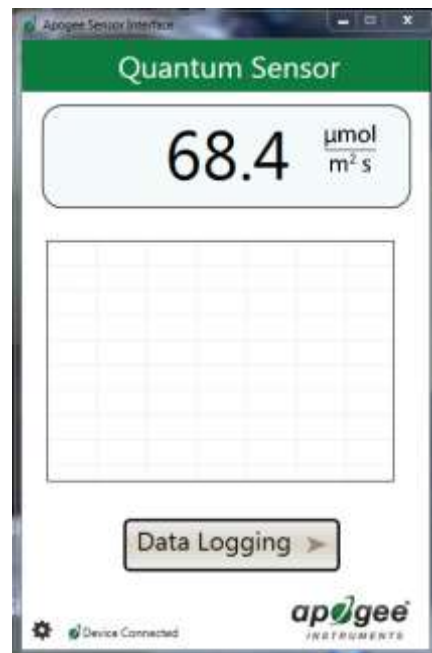 Apogee Sensor Interface
Quantum Sensor
68.4 µmol
m² s
Data Logging
Device Connected
apogee
INSTRUMENTS